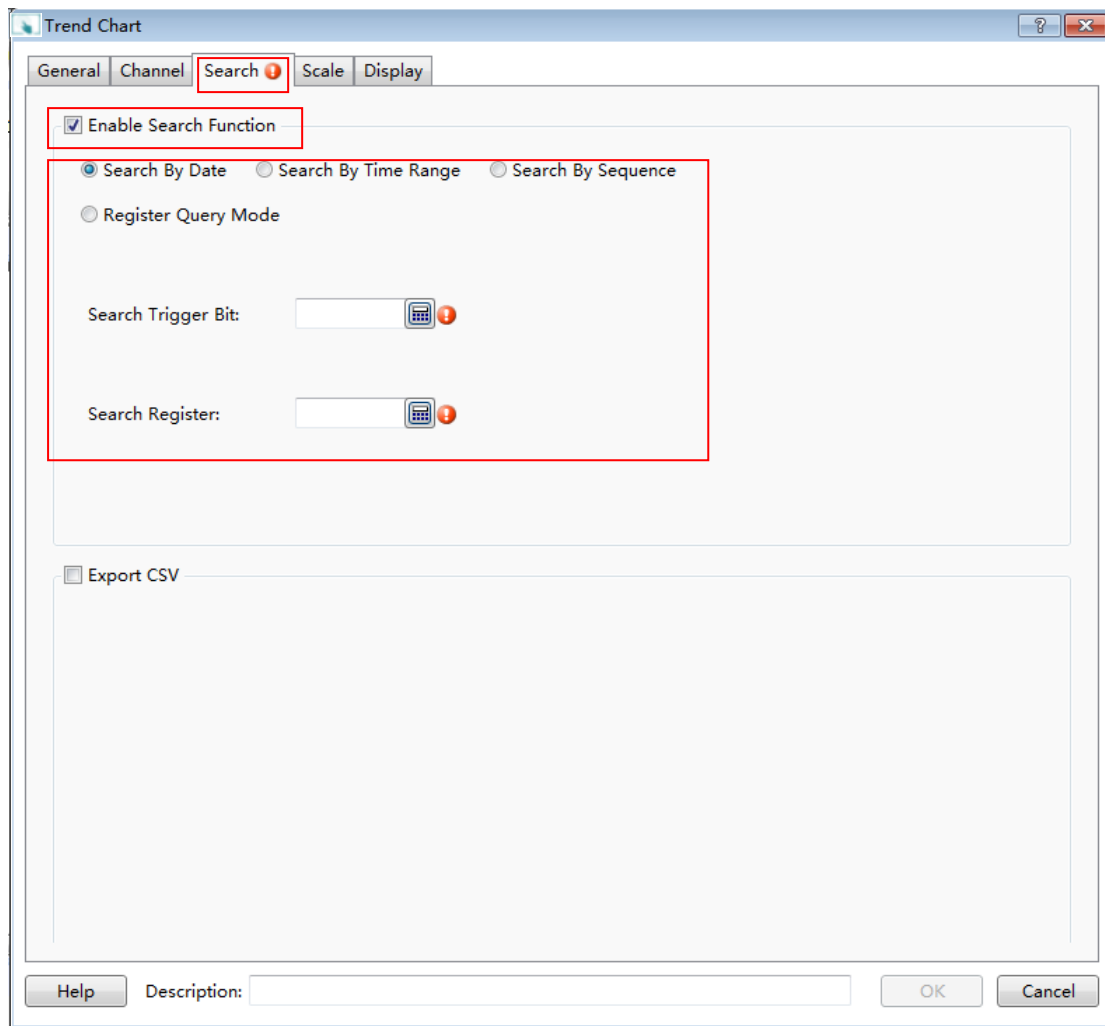 Trend Chart
General Channel Search Scale Display
Enable Search Function
Search By Date Search By Time Range Search By Sequence
Register Query Mode
Search Trigger Bit:
Search Register:
Export CSV
Help Description: OK Cancel